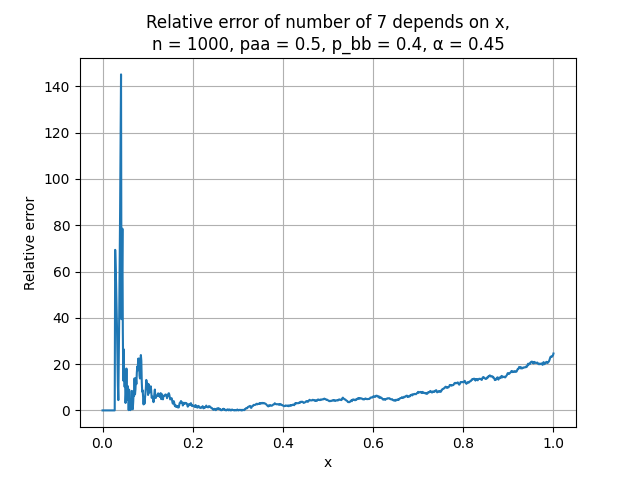 Relative error of number of 7 depends on x,
n = 1000, paa = 0.5, p_bb = 0.4, α = 0.45
140
120
100
80
60
40
20
0
Relative error
0.0 0.2 0.4 0.6 0.8 1.0
x